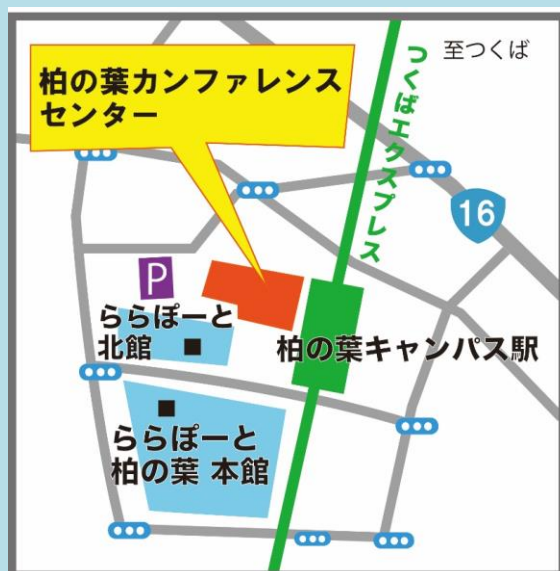 柏の葉カンファレンス
センター
至つくば
つくばエクスプレス
16
P
ららぽーと
北館
柏の葉キャンパス駅
ららぽーと
柏の葉 本館